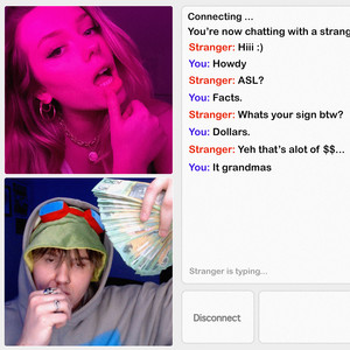 Connecting ...
You're now chatting with a strang
Stranger: Hiii :)
You: Howdy
Stranger: ASL?
You: Facts.
Stranger: Whats your sign btw?
You: Dollars.
Stranger: Yeh that's alot of $$...
You: It grandmas
Stranger is typing...
Disconnect